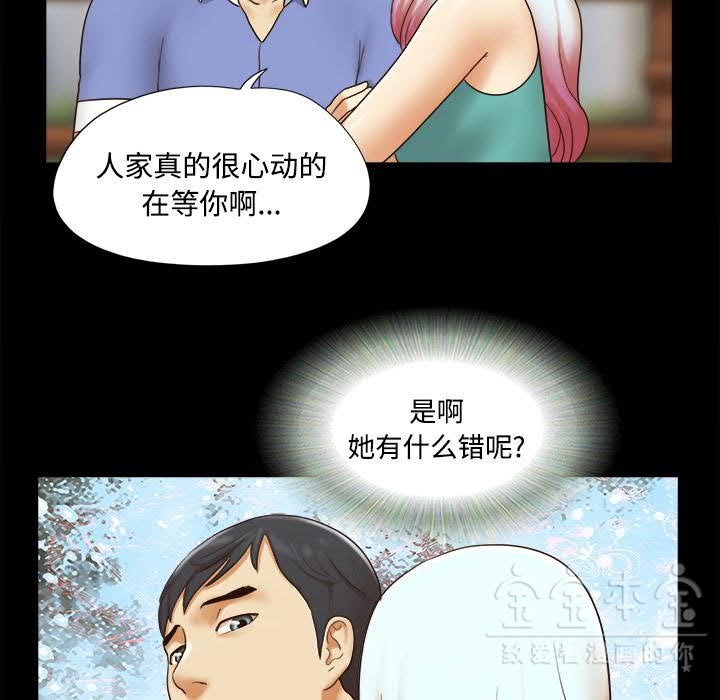 人家真的很心动的
在等你啊...
是啊
她有什么错呢?
致爱看漫画的你